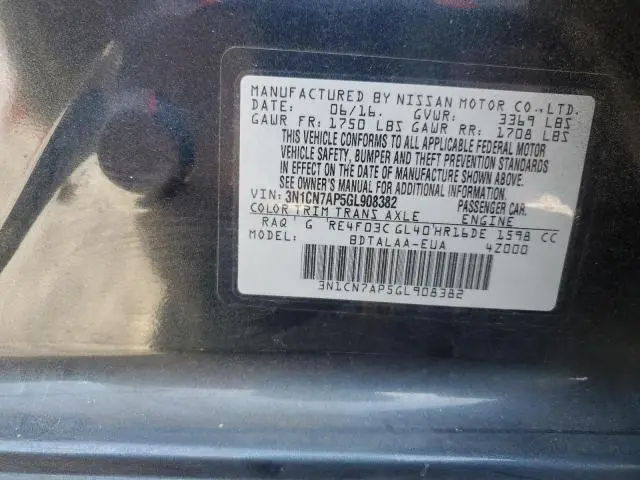 MANUFACTURED BY NISSAN MOTOR CO.,LTD.
DATE: 06/16. GVWR: 3369 LBS
GAWR FR: 1750 LBS GAWR RR: 1708 LBS
THIS VEHICLE CONFORMS TO ALL APPLICABLE FEDERAL MOTOR
VEHICLE SAFETY, BUMPER AND THEFT PREVENTION STANDARDS
IN EFFECT ON THE DATE OF MANUFACTURE SHOWN ABOVE.
SEE OWNER'S MANUAL FOR ADDITIONAL INFORMATION.
VIN: 3N1CN7AP5GL908382 PASSENGER CAR.
COLOR TRIM TRANS AXLE ENGINE
RAQ G RE4F03C GL40 HR16DE 1598 CC
BDTALAA-EUA 4Z000
3N1CN7AP5GL908382